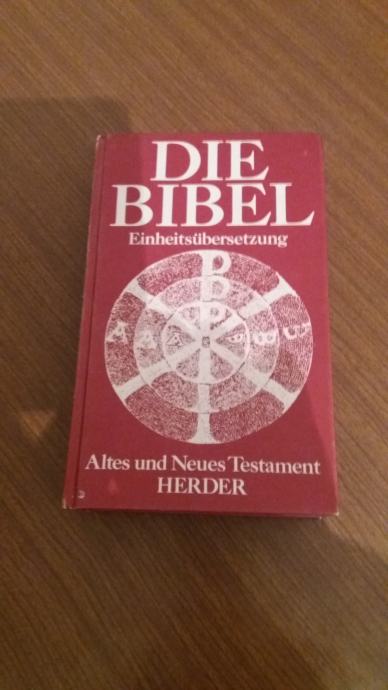 DIE
BIBEL
Einheitsübersetzung
Altes und Neues Testament
HERDER